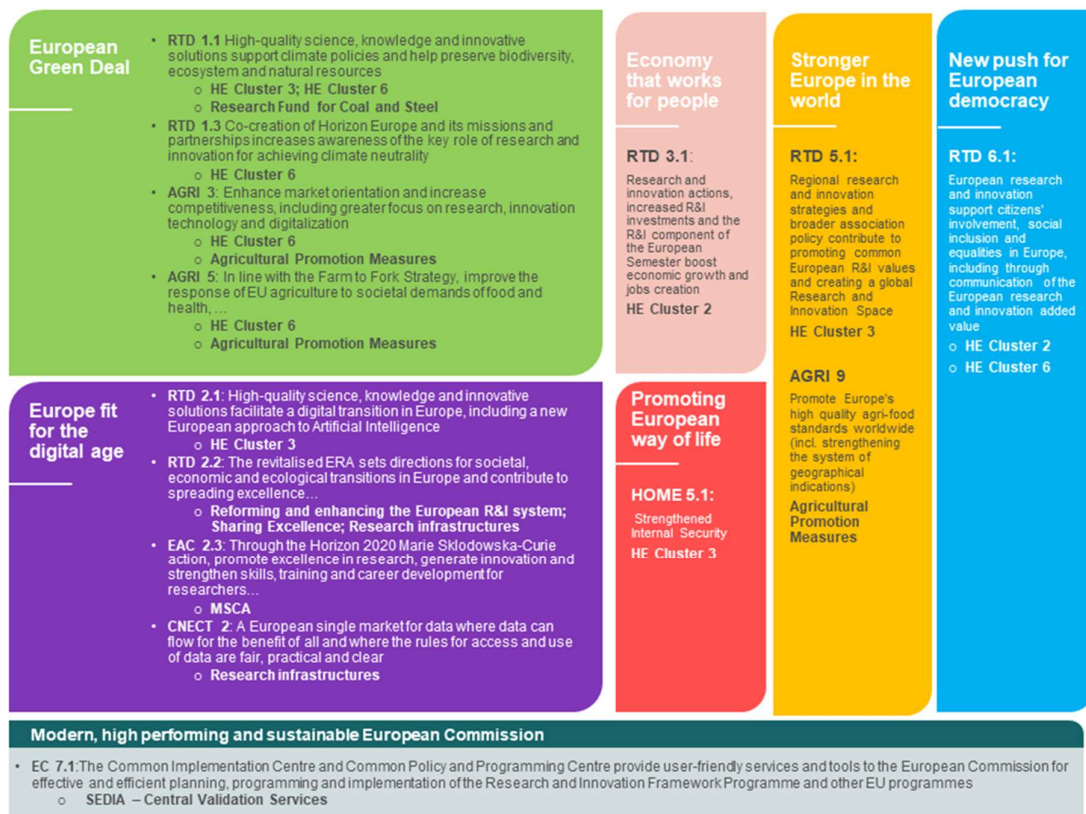 European
Green Deal
• RTD 1.1 High-quality science, knowledge and innovative
solutions support climate policies and help preserve biodiversity,
ecosystem and natural resources
o HE Cluster 3; HE Cluster 6
o Research Fund for Coal and Steel
• RTD 1.3 Co-creation of Horizon Europe and its missions and
partnerships increases awareness of the key role of research and
innovation for achieving climate neutrality
o HE Cluster 6
• AGRI 3: Enhance market orientation and increase
competitiveness, including greater focus on research, innovation
technology and digitalization
o HE Cluster 6
o Agricultural Promotion Measures
• AGRI 5: In line with the Farm to Fork Strategy, improve the
response of EU agriculture to societal demands of food and
health, …
o HE Cluster 6
o Agricultural Promotion Measures
Europe fit
for the
digital age
• RTD 2.1: High-quality science, knowledge and innovative
solutions facilitate a digital transition in Europe, including a new
European approach to Artificial Intelligence
o HE Cluster 3
• RTD 2.2: The revitalised ERA sets directions for societal,
economic and ecological transitions in Europe and contribute to
spreading excellence…
o Reforming and enhancing the European R&I system;
Sharing Excellence; Research infrastructures
• EAC 2.3: Through the Horizon 2020 Marie Sklodowska-Curie
action, promote excellence in research, generate innovation and
strengthen skills, training and career development for
researchers…
o MSCA
• CNECT 2: A European single market for data where data can
flow for the benefit of all and where the rules for access and use
of data are fair, practical and clear
o Research infrastructures
Economy
that works
for people
RTD 3.1:
Research and
innovation actions,
increased R&I
investments and the
R&I component of
the European
Semester boost
economic growth and
jobs creation
HE Cluster 2
Promoting
European
way of life
HOME 5.1:
Strengthened
Internal Security
HE Cluster 3
Stronger
Europe in the
world
RTD 5.1:
Regional research
and innovation
strategies and
broader association
policy contribute to
promoting common
European R&I values
and creating a global
Research and
Innovation Space
HE Cluster 3
AGRI 9
Promote Europe's
high quality agri-food
standards worldwide
(incl. strengthening
the system of
geographical
indications)
Agricultural
Promotion
Measures
New push for
European
democracy
RTD 6.1:
European research
and innovation
support citizens'
involvement, social
inclusion and
equalities in Europe,
including through
communication of the
European research
and innovation added
value
o HE Cluster 2
o HE Cluster 6
Modern, high performing and sustainable European Commission
• EC 7.1:The Common Implementation Centre and Common Policy and Programming Centre provide user-friendly services and tools to the European Commission for
effective and efficient planning, programming and implementation of the Research and Innovation Framework Programme and other EU programmes
o SEDIA – Central Validation Services